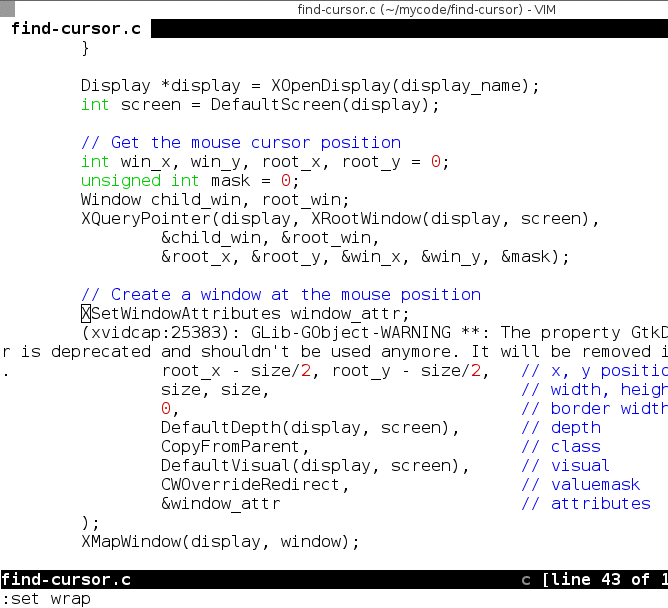 find-cursor.c (~/mycode/find-cursor) - VIM
find-cursor.c
}
Display *display = XOpenDisplay(display_name);
int screen = DefaultScreen(display);
// Get the mouse cursor position
int win_x, win_y, root_x, root_y = 0;
unsigned int mask = 0;
Window child_win, root_win;
XQueryPointer(display, XRootWindow(display, screen),
&child_win, &root_win,
&root_x, &root_y, &win_x, &win_y, &mask);
// Create a window at the mouse position
XSetWindowAttributes window_attr;
(xvidcap:25383): GLib-GObject-WARNING **: The property GtkD
r is deprecated and shouldn't be used anymore. It will be removed i
. root_x - size/2, root_y - size/2, // x, y positio
size, size, // width, heigh
0, // border width
DefaultDepth(display, screen), // depth
CopyFromParent, // class
DefaultVisual(display, screen), // visual
CWOverrideRedirect, // valuemask
&window_attr // attributes
);
XMapWindow(display, window);
find-cursor.c c [line 43 of 1
:set wrap